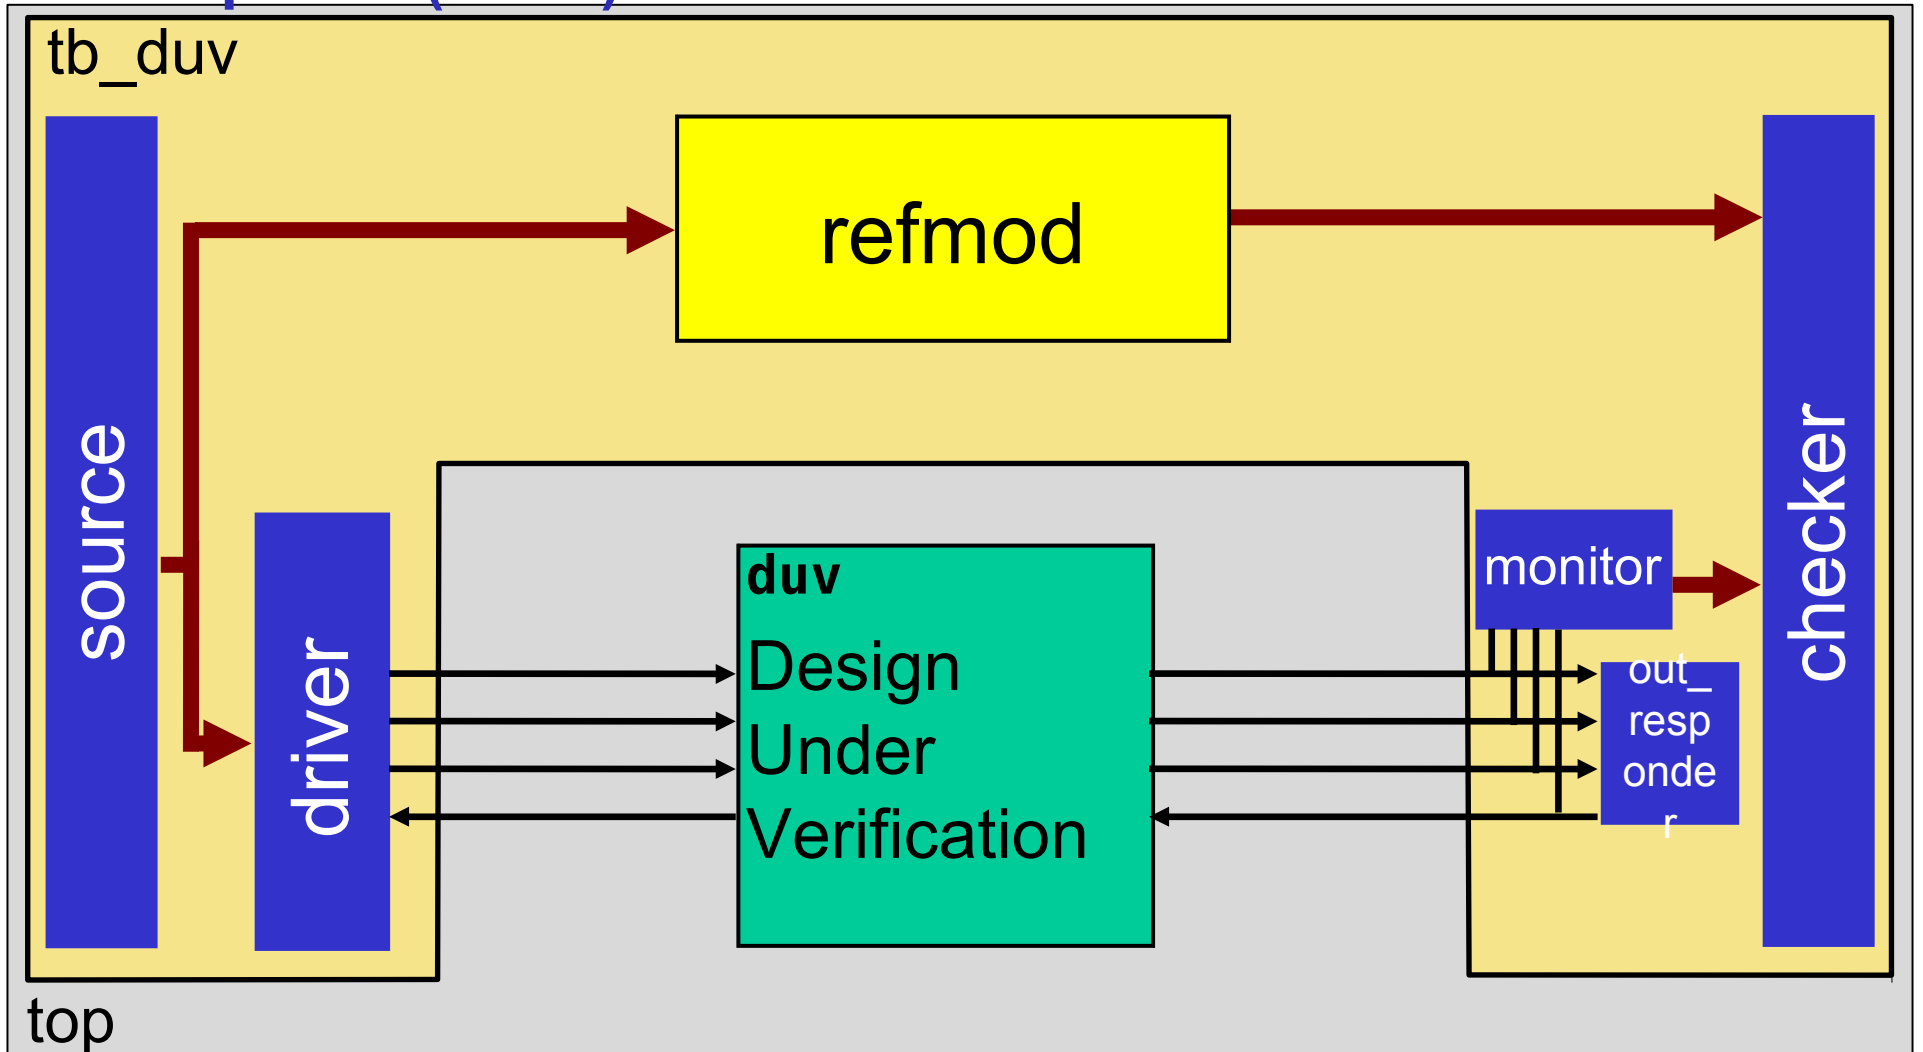 tb_duv
refmod
source
driver
duv
Design
Under
Verification
monitor
out_
resp
onde
r
checker
top